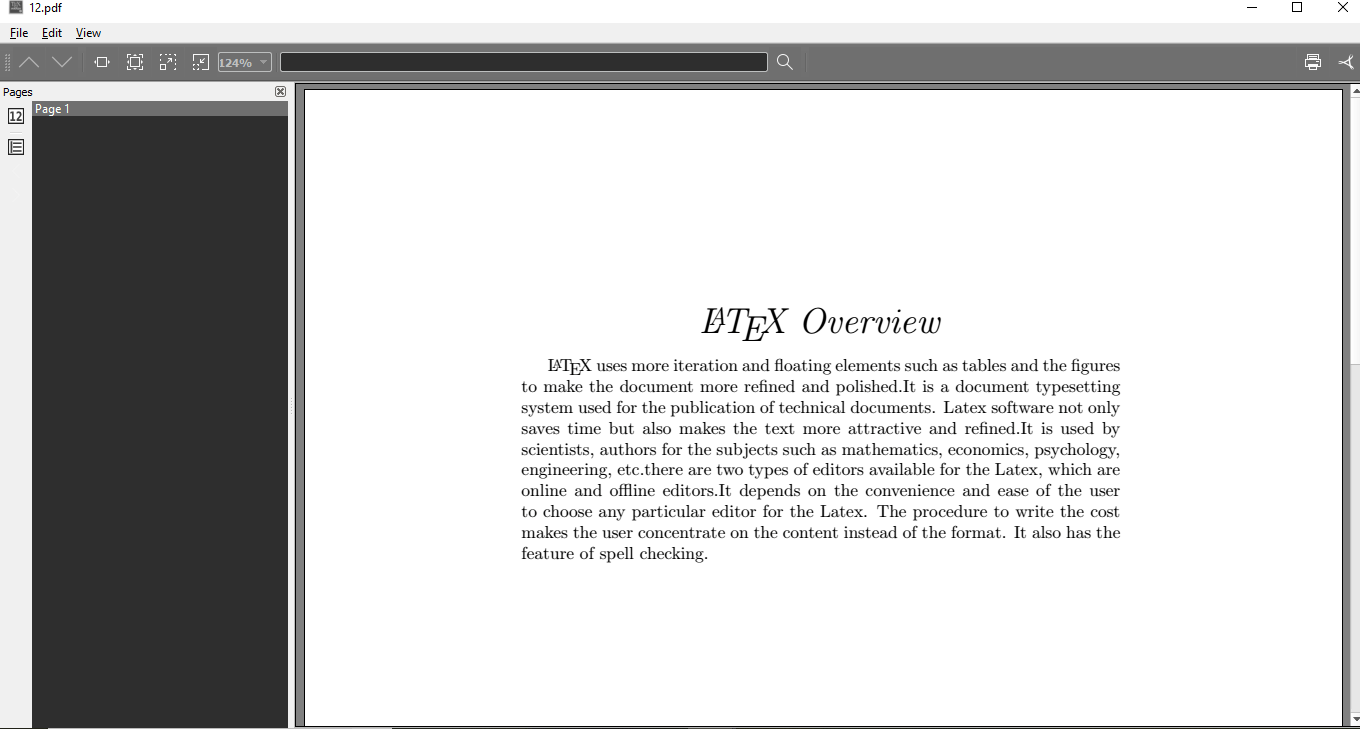 12.pdf
File Edit View
124%
Pages
Page 1
12
LATEX Overview
LATEX uses more iteration and floating elements such as tables and the figures
to make the document more refined and polished.It is a document typesetting
system used for the publication of technical documents. Latex software not only
saves time but also makes the text more attractive and refined.It is used by
scientists, authors for the subjects such as mathematics, economics, psychology,
engineering, etc.there are two types of editors available for the Latex, which are
online and offline editors.It depends on the convenience and ease of the user
to choose any particular editor for the Latex. The procedure to write the cost
makes the user concentrate on the content instead of the format. It also has the
feature of spell checking.